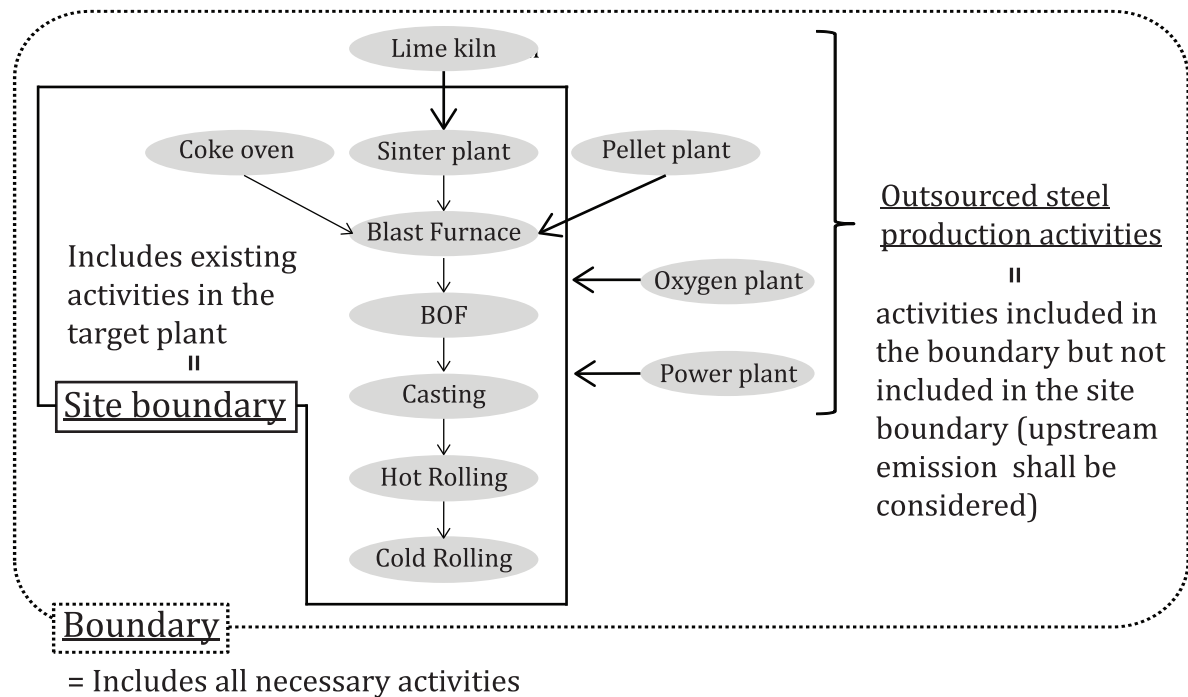 Lime kiln
Coke oven
Sinter plant
Pellet plant
Blast Furnace
Oxygen plant
BOF
Power plant
Casting
Hot Rolling
Cold Rolling
Includes existing
activities in the
target plant
=
Site boundary
Outsourced steel
production activities
=
activities included in
the boundary but not
included in the site
boundary (upstream
emission shall be
considered)
Boundary
= Includes all necessary activities